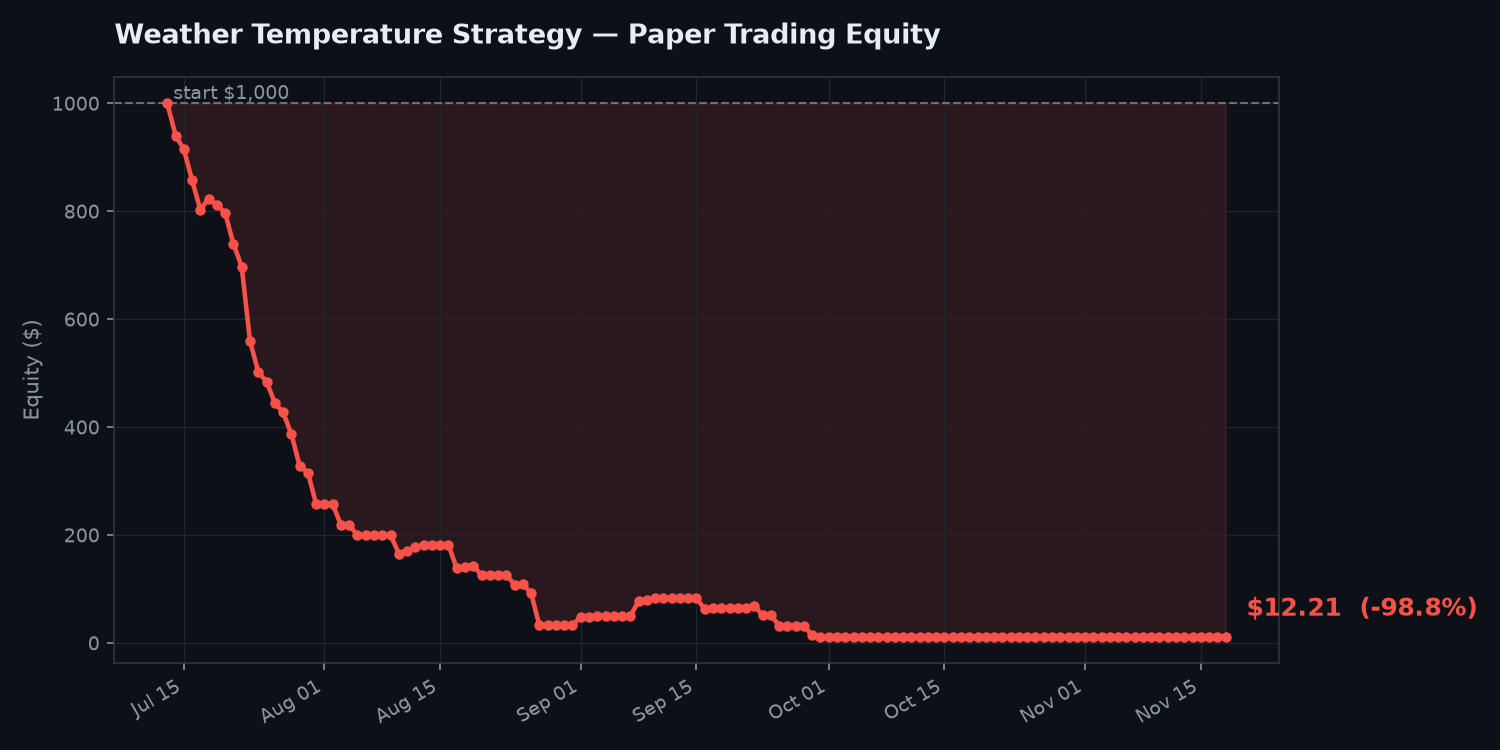 Weather Temperature Strategy — Paper Trading Equity
start $1,000
1000
800
600
400
200
0
Equity ($)
$12.21 (-98.8%)
Jul 15
Aug 01
Aug 15
Sep 01
Sep 15
Oct 01
Oct 15
Nov 01
Nov 15